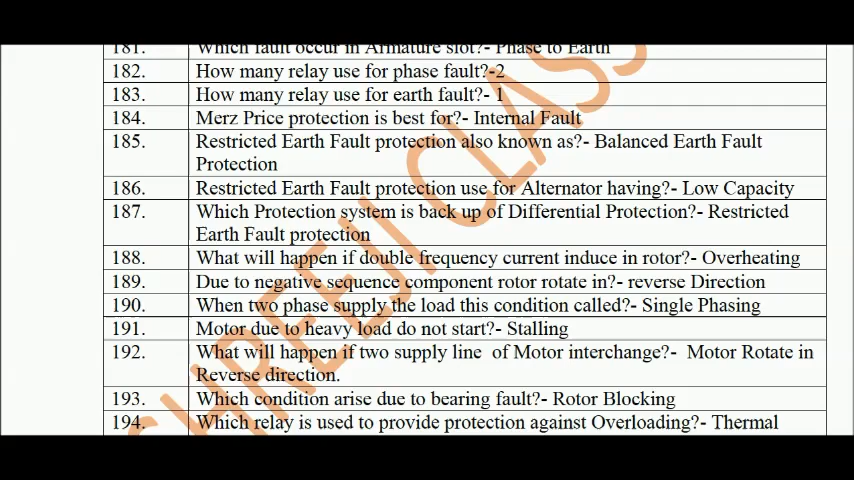 181. Which fault occur in Armature slot?- Phase to Earth
182. How many relay use for phase fault?-2
183. How many relay use for earth fault?- 1
184. Merz Price protection is best for?- Internal Fault
185. Restricted Earth Fault protection also known as?- Balanced Earth Fault
Protection
186. Restricted Earth Fault protection use for Alternator having?- Low Capacity
187. Which Protection system is back up of Differential Protection?- Restricted
Earth Fault protection
188. What will happen if double frequency current induce in rotor?- Overheating
189. Due to negative sequence component rotor rotate in?- reverse Direction
190. When two phase supply the load this condition called?- Single Phasing
191. Motor due to heavy load do not start?- Stalling
192. What will happen if two supply line of Motor interchange?- Motor Rotate in
Reverse direction.
193. Which condition arise due to bearing fault?- Rotor Blocking
194. Which relay is used to provide protection against Overloading?- Thermal
SHREEJI CLASS